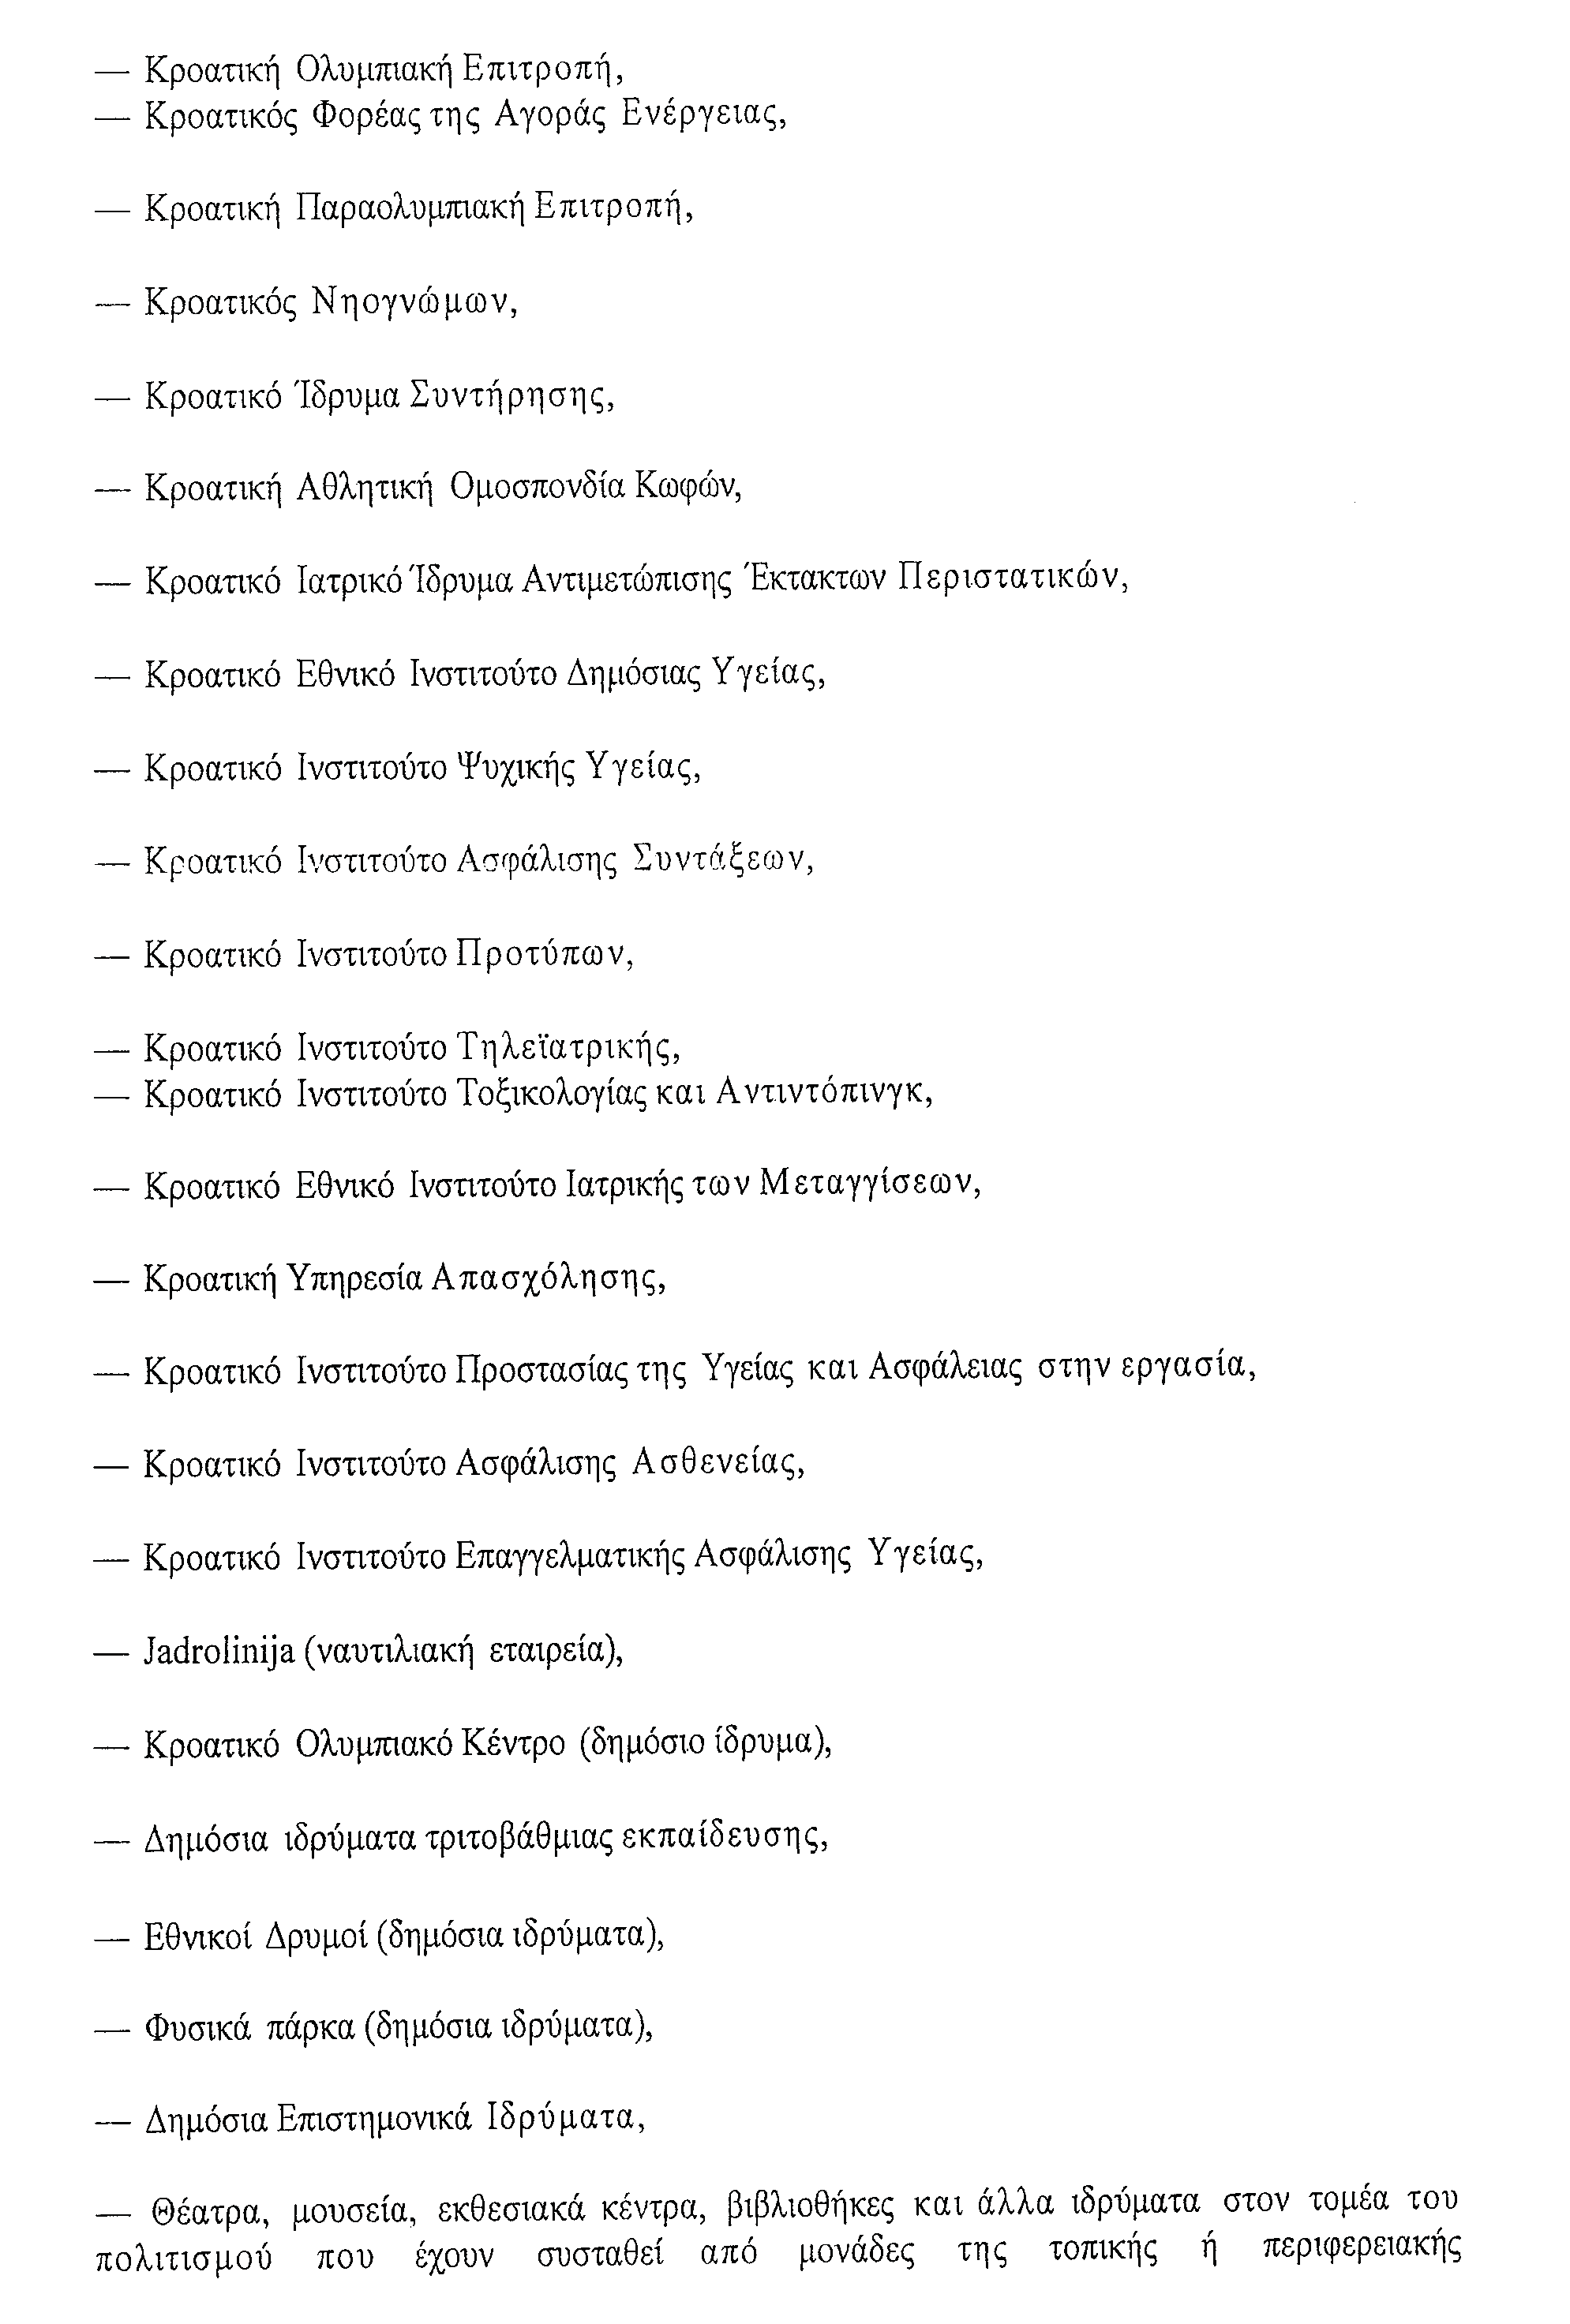 — Κροατική Ολυμπιακή Επιτροπή,
— Κροατικός Φορέας της Αγοράς Ενέργειας,
— Κροατική Παραολυμπιακή Επιτροπή,
— Κροατικός Νηογνώμων,
— Κροατικό Ίδρυμα Συντήρησης,
— Κροατική Αθλητική Ομοσπονδία Κωφών,
— Κροατικό Ιατρικό Ίδρυμα Αντιμετώπισης Έκτακτων Περιστατικών,
— Κροατικό Εθνικό Ινστιτούτο Δημόσιας Υγείας,
— Κροατικό Ινστιτούτο Ψυχικής Υγείας,
— Κροατικό Ινστιτούτο Ασφάλισης Συντάξεων,
— Κροατικό Ινστιτούτο Προτύπων,
— Κροατικό Ινστιτούτο Τηλεϊατρικής,
— Κροατικό Ινστιτούτο Τοξικολογίας και Αντιντόπινγκ,
— Κροατικό Εθνικό Ινστιτούτο Ιατρικής των Μεταγγίσεων,
— Κροατική Υπηρεσία Απασχόλησης,
— Κροατικό Ινστιτούτο Προστασίας της Υγείας και Ασφάλειας στην εργασία,
— Κροατικό Ινστιτούτο Ασφάλισης Ασθενείας,
— Κροατικό Ινστιτούτο Επαγγελματικής Ασφάλισης Υγείας,
— Jadrolinija (ναυτιλιακή εταιρεία),
— Κροατικό Ολυμπιακό Κέντρο (δημόσιο ίδρυμα),
— Δημόσια ιδρύματα τριτοβάθμιας εκπαίδευσης,
— Εθνικοί Δρυμοί (δημόσια ιδρύματα),
— Φυσικά πάρκα (δημόσια ιδρύματα),
— Δημόσια Επιστημονικά Ιδρύματα,
— Θέατρα, μουσεία, εκθεσιακά κέντρα, βιβλιοθήκες και άλλα ιδρύματα στον τομέα του
πολιτισμού που έχουν συσταθεί από μονάδες της τοπικής ή περιφερειακής